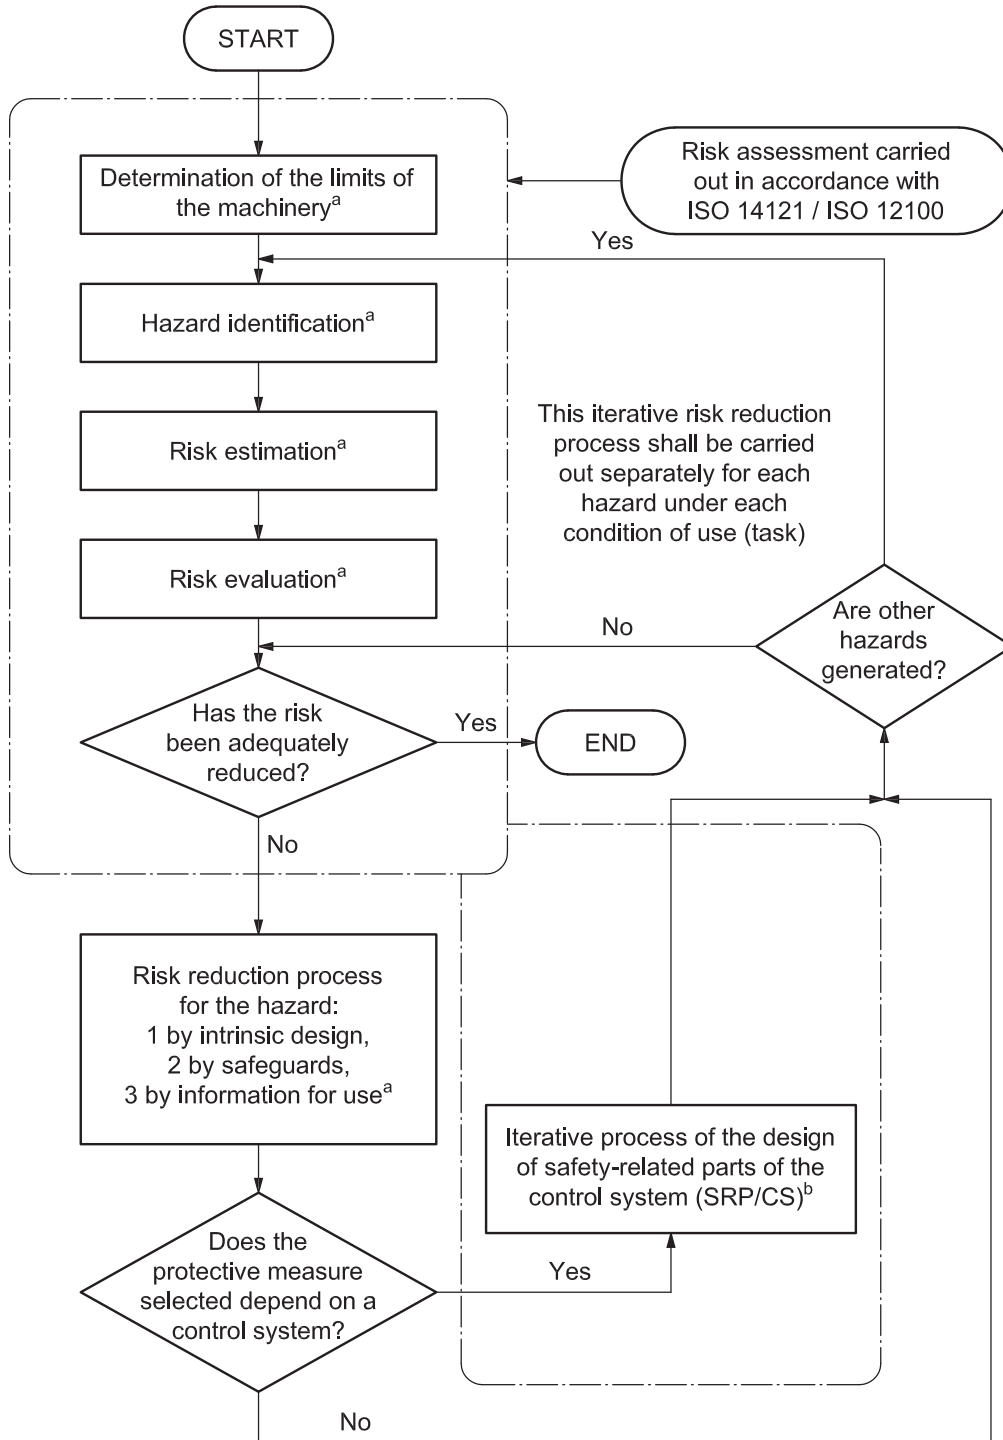 START
Determination of the limits of
the machinery^a
Risk assessment carried
out in accordance with
ISO 14121 / ISO 12100
Yes
Hazard identification^a
This iterative risk reduction
process shall be carried
out separately for each
hazard under each
condition of use (task)
Risk estimation^a
Risk evaluation^a
Are other
hazards
generated?
No
Has the risk
been adequately
reduced?
Yes
END
No
Risk reduction process
for the hazard:
1 by intrinsic design,
2 by safeguards,
3 by information for use^a
Iterative process of the design
of safety-related parts of the
control system (SRP/CS)^b
Does the
protective measure
selected depend on a
control system?
Yes
No